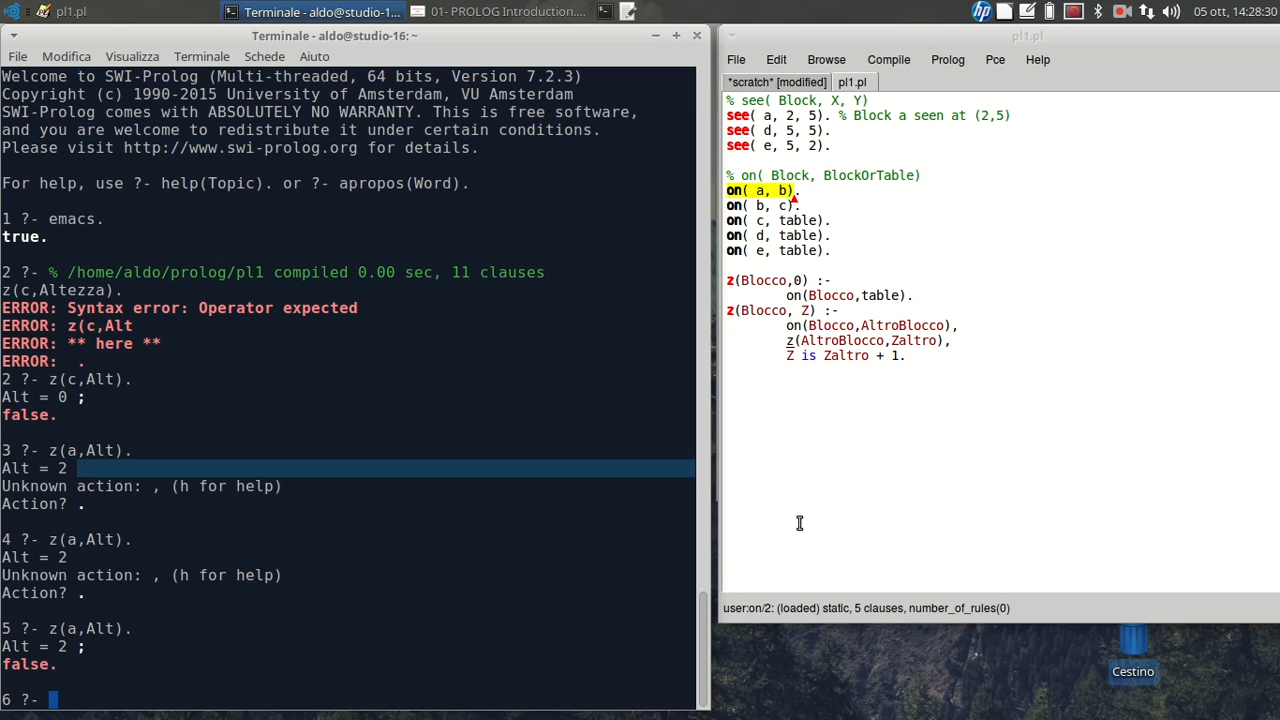 pl1.pl
Terminale - aldo@studio-1...
01- PROLOG Introduction....
hp
05 ott, 14:28:30
Terminale - aldo@studio-16: ~
File Modifica Visualizza Terminale Schede Aiuto
Welcome to SWI-Prolog (Multi-threaded, 64 bits, Version 7.2.3)
Copyright (c) 1990-2015 University of Amsterdam, VU Amsterdam
SWI-Prolog comes with ABSOLUTELY NO WARRANTY. This is free software,
and you are welcome to redistribute it under certain conditions.
Please visit http://www.swi-prolog.org for details.
For help, use ?- help(Topic). or ?- apropos(Word).
1 ?- emacs.
true.
2 ?- % /home/aldo/prolog/pl1 compiled 0.00 sec, 11 clauses
z(c,Altezza).
ERROR: Syntax error: Operator expected
ERROR: z(c,Alt
ERROR: ** here **
ERROR:  .
2 ?- z(c,Alt).
Alt = 0 ;
false.
3 ?- z(a,Alt).
Alt = 2
Unknown action: , (h for help)
Action? .
4 ?- z(a,Alt).
Alt = 2
Unknown action: , (h for help)
Action? .
5 ?- z(a,Alt).
Alt = 2 ;
false.
6 ?-
pl1.pl
File Edit Browse Compile Prolog Pce Help
*scratch* [modified] pl1.pl
% see( Block, X, Y)
see( a, 2, 5). % Block a seen at (2,5)
see( d, 5, 5).
see( e, 5, 2).
% on( Block, BlockOrTable)
on( a, b).
on( b, c).
on( c, table).
on( d, table).
on( e, table).
z(Blocco,0) :-
on(Blocco,table).
z(Blocco, Z) :-
on(Blocco,AltroBlocco),
z(AltroBlocco,Zaltro),
Z is Zaltro + 1.
user:on/2: (loaded) static, 5 clauses, number_of_rules(0)
Cestino